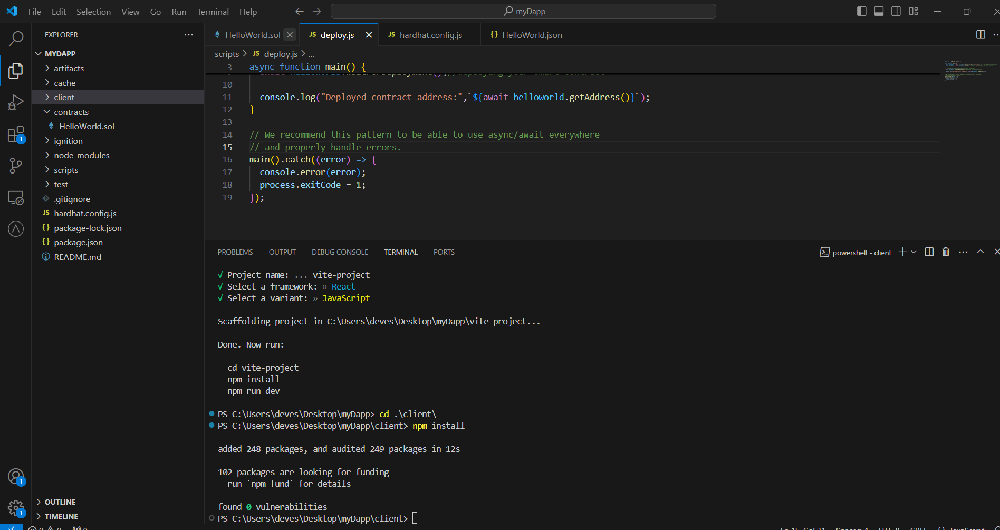 File Edit Selection View Go Run Terminal Help
myDapp
EXPLORER
MYDAPP
artifacts
cache
client
contracts
HelloWorld.sol
ignition
node_modules
scripts
test
.gitignore
hardhat.config.js
package-lock.json
package.json
README.md
OUTLINE
TIMELINE
1
1
1
HelloWorld.sol JS deploy.js JS hardhat.config.js {} HelloWorld.json
scripts > JS deploy.js > ...
3 async function main() {
10
11 console.log("Deployed contract address:",`${await helloworld.getAddress()}`);
12 }
13
14 // We recommend this pattern to be able to use async/await everywhere
15 // and properly handle errors.
16 main().catch((error) => {
17 console.error(error);
18 process.exitCode = 1;
19 });
PROBLEMS OUTPUT DEBUG CONSOLE TERMINAL PORTS
powershell - client
√ Project name: ... vite-project
√ Select a framework: » React
√ Select a variant: » JavaScript
Scaffolding project in C:\Users\deves\Desktop\myDapp\vite-project...
Done. Now run:
cd vite-project
npm install
npm run dev
PS C:\Users\deves\Desktop\myDapp> cd .\client\
PS C:\Users\deves\Desktop\myDapp\client> npm install
added 248 packages, and audited 249 packages in 12s
102 packages are looking for funding
run `npm fund` for details
found 0 vulnerabilities
PS C:\Users\deves\Desktop\myDapp\client>